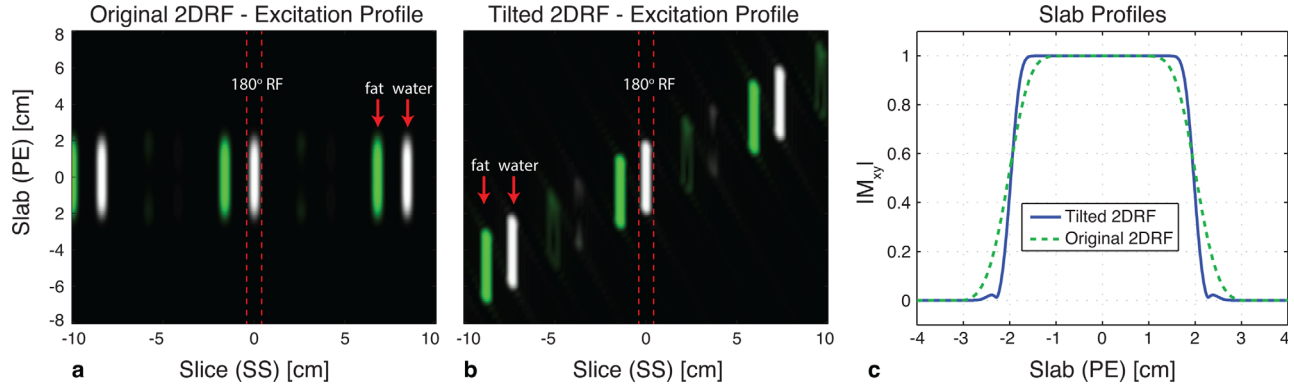 Original 2DRF - Excitation Profile
Tilted 2DRF - Excitation Profile
Slab Profiles
8
6
4
2
0
2
-4
-6
-8
Slab (PE) [cm]
180° RF
fat water
-10 -5 0 5 10
Slice (SS) [cm]
a
180° RF
fat water
fat water
-10 -5 0 5 10
Slice (SS) [cm]
b
1
0.8
0.6
0.4
0.2
0
|Mxy|
Tilted 2DRF
Original 2DRF
-4 -3 -2 -1 0 1 2 3 4
Slab (PE) [cm]
c